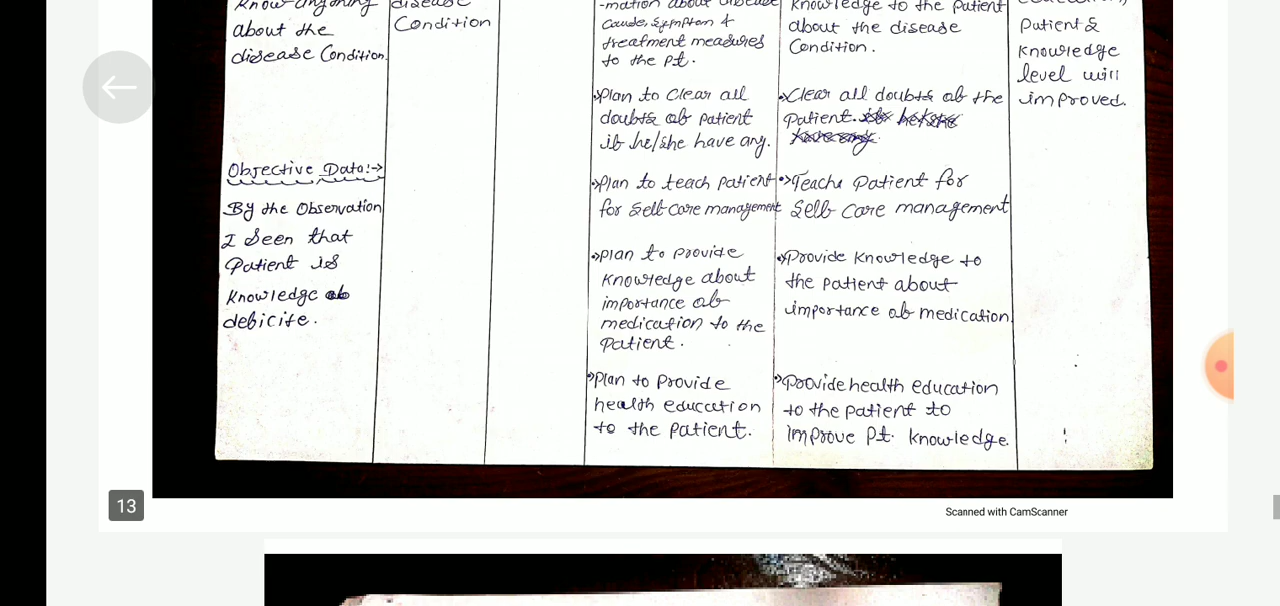 know anything
about the
disease Condition.
Objective Data:->
By the Observation
I Seen that
Patient is
Knowledge ob
debicite.
disease
Condition
-mation about disease
Cause, Symptom &
treatment measures
to the Pt.
Plan to Clear all
doubts ob patient
ib he/she have any.
Plan to teach patient
for Selb Care management
Plan to Provide
Knowledge about
importance ob
medication to the
Patient.
Plan to Provide
health education
to the patient.
Knowledge to the Patient
about the disease
Condition.
Clear all doubts ob the
Patient.
Teache Patient for
Selb Care management
Provide Knowledge to
the patient about
importance ob medication.
Provide health education
to the patient to
improve Pt. knowledge.
Patient &
Knowledge
level will
improved.
13
Scanned with CamScanner